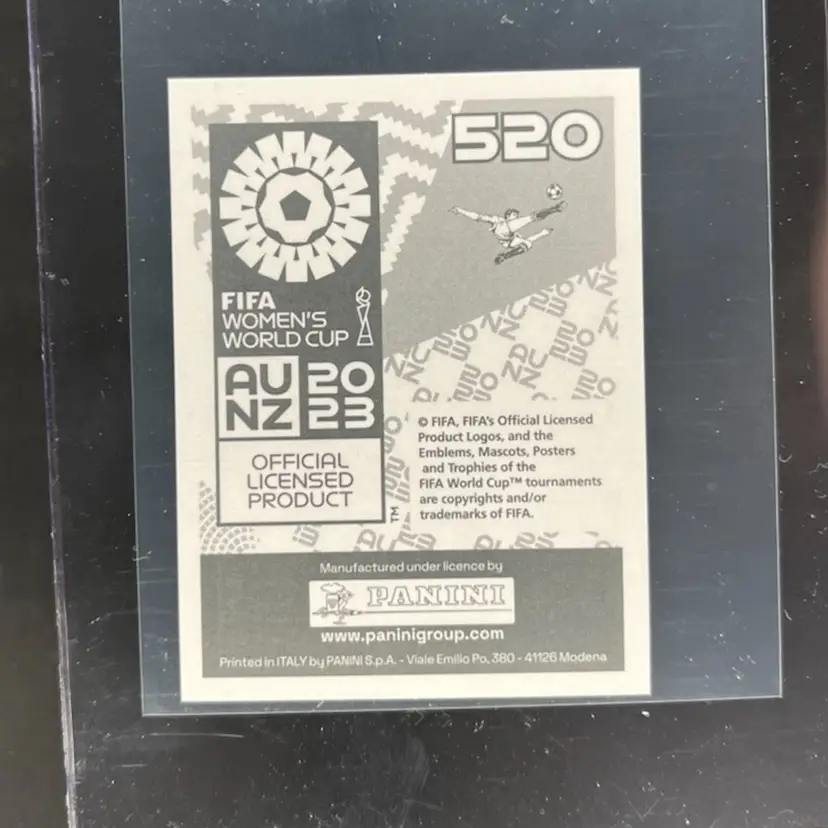 520
FIFA
WOMEN'S
WORLD CUP
AU 20
NZ 23
OFFICIAL
LICENSED
PRODUCT
TM
© FIFA, FIFA's Official Licensed
Product Logos, and the
Emblems, Mascots, Posters
and Trophies of the
FIFA World Cup™ tournaments
are copyrights and/or
trademarks of FIFA.
Manufactured under licence by
PANINI
www.paninigroup.com
Printed in ITALY by PANINI S.p.A. - Viale Emilio Po, 380 - 41126 Modena